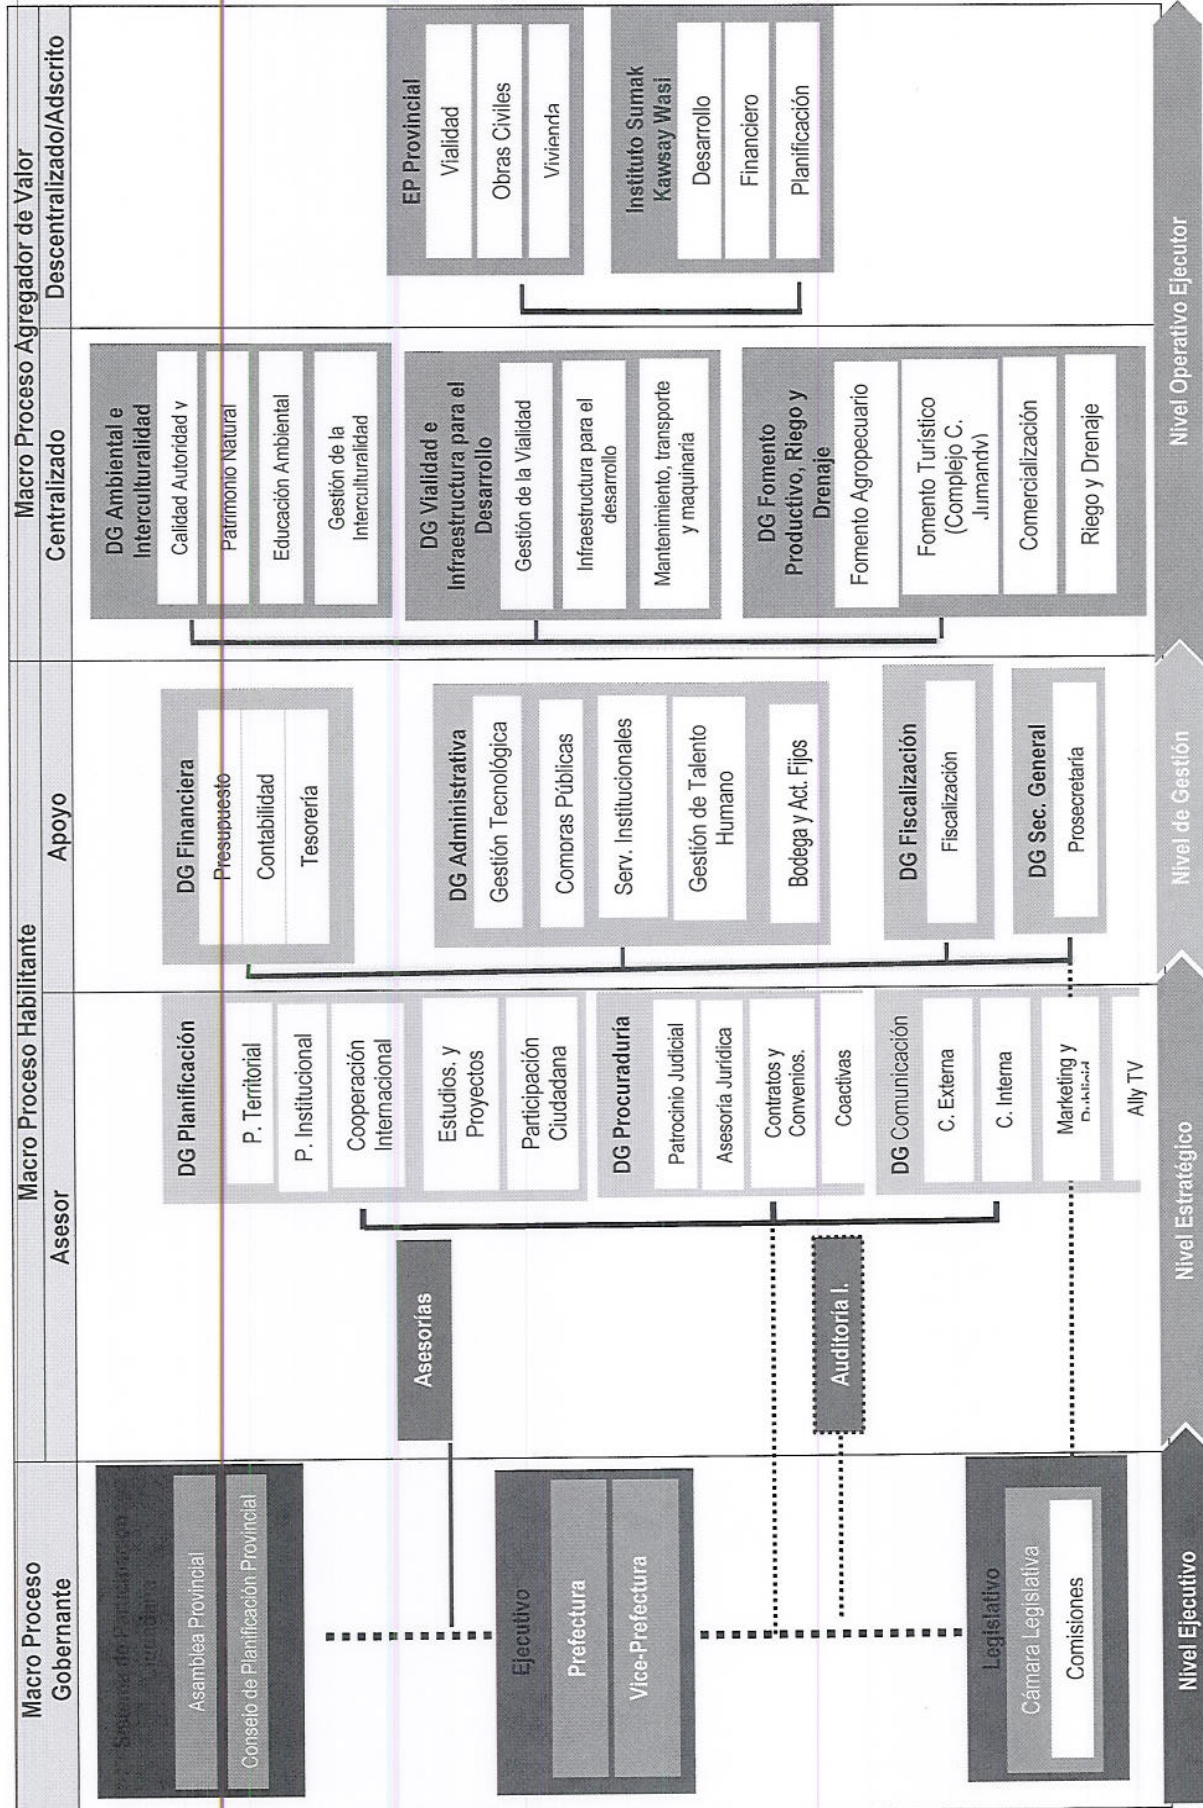 Macro Proceso
Gobernante
Macro Proceso Habilitante
Macro Proceso Agregador de Valor
Asesor
Apoyo
Centralizado
Descentralizado/Adscrito
Asamblea Provincial
Consejo de Planificación Provincial
Ejecutivo
Prefectura
Vice-Prefectura
Legislativo
Cámara Legislativa
Comisiones
Asesorías
Auditoría I.
DG Planificación
P. Territorial
P. Institucional
Cooperación
Internacional
Estudios. y
Proyectos
Participación
Ciudadana
DG Procuraduría
Patrocinio Judicial
Asesoría Jurídica
Contratos y
Convenios.
Coactivas
DG Comunicación
C. Externa
C. Interna
Marketing y
Ally TV
DG Financiera
Presupuesto
Contabilidad
Tesorería
DG Administrativa
Gestión Tecnológica
Compras Públicas
Serv. Institucionales
Gestión de Talento
Humano
Bodega y Act. Fijos
DG Fiscalización
Fiscalización
DG Sec. General
Prosecretaría
DG Ambiental e
Interculturalidad
Calidad Autoridad y
Patrimonio Natural
Educación Ambiental
Gestión de la
Interculturalidad
DG Vialidad e
Infraestructura para el
Desarrollo
Gestión de la Vialidad
Infraestructura para el
desarrollo
Mantenimiento, transporte
y maquinaria
DG Fomento
Productivo, Riego y
Drenaje
Fomento Agropecuario
Fomento Turístico
(Complejo C.
Jumandy)
Comercialización
Riego y Drenaje
EP Provincial
Vialidad
Obras Civiles
Vivienda
Instituto Sumak
Kawsay Wasi
Desarrollo
Financiero
Planificación
Nivel Ejecutivo
Nivel Estratégico
Nivel de Gestión
Nivel Operativo Ejecutor